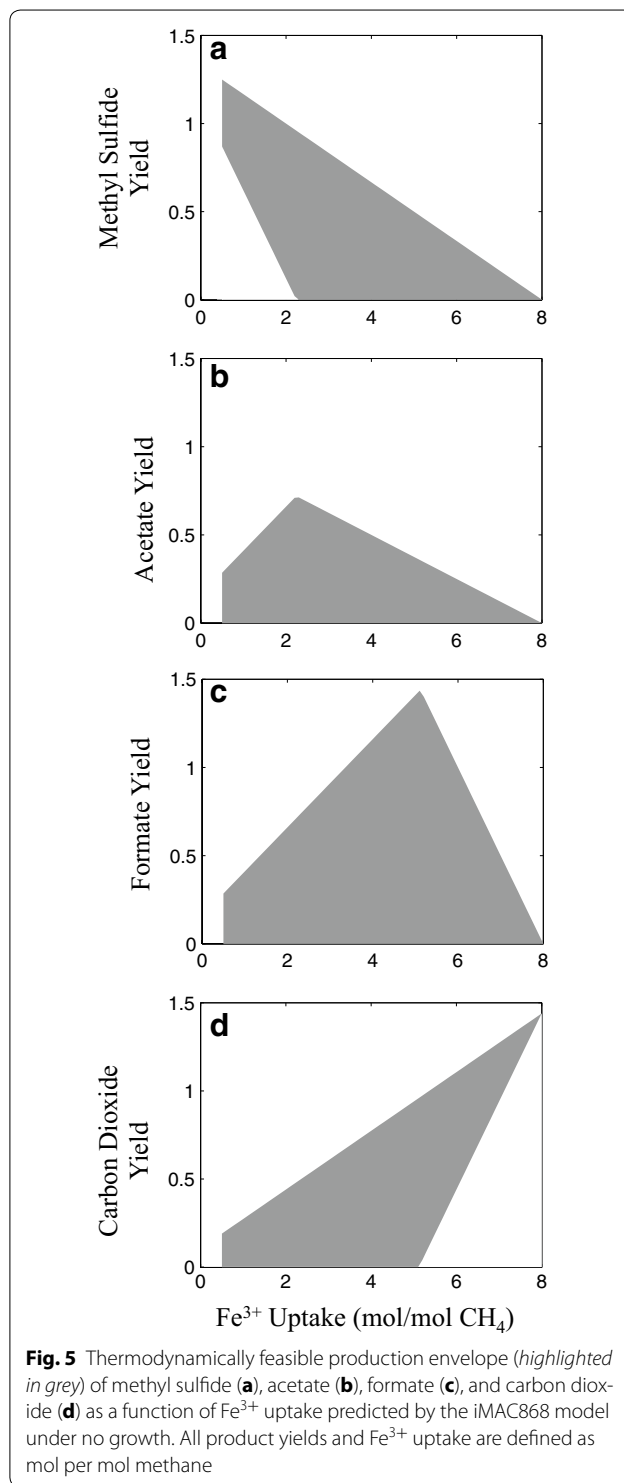 a
1.5
1
0.5
0
0 2 4 6 8
Methyl Sulfide
Yield
b
1.5
1
0.5
0
0 2 4 6 8
Acetate Yield
c
1.5
1
0.5
0
0 2 4 6 8
Formate Yield
d
1.5
1
0.5
0
0 2 4 6 8
Carbon Dioxide
Yield
Fe³⁺ Uptake (mol/mol CH₄)
Fig. 5 Thermodynamically feasible production envelope (highlighted
in grey) of methyl sulfide (a), acetate (b), formate (c), and carbon diox-
ide (d) as a function of Fe³⁺ uptake predicted by the iMAC868 model
under no growth. All product yields and Fe³⁺ uptake are defined as
mol per mol methane